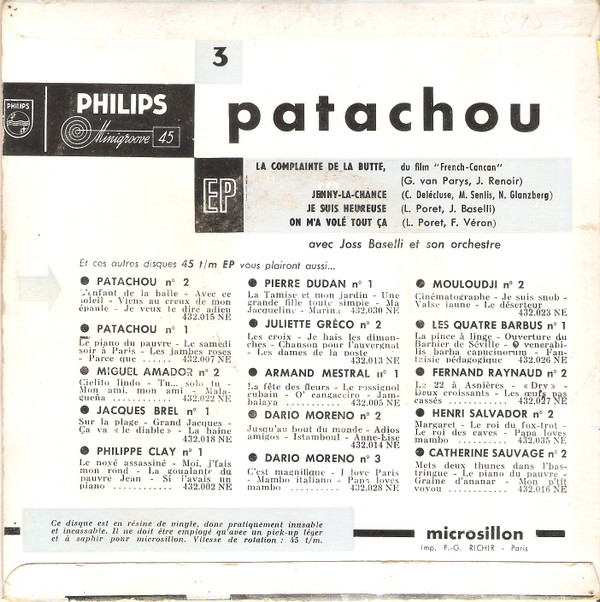 3
PHILIPS
PHILIPS
Minigroove 45
patachou
EP
LA COMPLAINTE DE LA BUTTE, du film "French-Cancan"
(G. van Parys, J. Renoir)
JENNY-LA-CHANCE (C. Delécluse, M. Senlis, N. Glanzberg)
JE SUIS HEUREUSE (L. Poret, J. Baselli)
ON M'A VOLÉ TOUT ÇA (L. Poret, F. Véron)
avec Joss Baselli et son orchestre
Et ces autres disques 45 t/m EP vous plairont aussi...
PATACHOU n° 2
L'enfant de la balle - Avec ce
soleil - Viens au creux de mon
épaule - Je veux te dire adieu
432.015 NE
PATACHOU n° 1
Le piano du pauvre - Le samedi
soir à Paris - Les jambes roses
- Parce que ...... 432.007 NE
MIGUEL AMADOR n° 2
Cielito lindo - Tu... solo tu -
Mon ami, mon ami - Mala-
gueña ............ 432.022 NE
JACQUES BREL n° 1
Sur la plage - Grand Jacques -
Ça va « le diable » - La haine
432.018 NE
PHILIPPE CLAY n° 1
Le noyé assassiné - Moi, j'fais
mon rond - La goualante du
pauvre Jean - Si j'avais un
piano ............ 432.002 NE
PIERRE DUDAN n° 1
La Tamise et mon jardin - Une
grande fille toute simple - Ma
Jacqueline - Marina 432.030 NE
JULIETTE GRÉCO n° 2
Les croix - Je hais les diman-
ches - Chanson pour l'auvergnat
- Les dames de la poste
432.013 NE
ARMAND MESTRAL n° 1
La fête des fleurs - Le rossignol
cubain - O' cangaceiro - Jam-
balaya ........... 432.005 NE
DARIO MORENO n° 2
Jusqu'au bout du monde - Adios
amigos - Istamboul - Anne-Lise
432.014 NE
DARIO MORENO n° 3
C'est magnifique - I love Paris
- Mambo italiano - Papa loves
mambo ............ 432.028 NE
MOULOUDJI n° 2
Cinématographe - Je suis snob -
Valse jaune - Le déserteur
432.023 NE
LES QUATRE BARBUS n° 1
La pince à linge - Ouverture du
Barbier de Séville - O venerabi-
lis barba capucinorum - Fan-
taisie pédagogique 432.026 NE
FERNAND RAYNAUD n° 2
Le 22 à Asnières - « Dry » -
Deux croissants - Les œufs pas
cassés ........... 432.027 NE
HENRI SALVADOR n° 2
Margaret - Le roi du fox-trot -
Le roi des caves - Papa loves
mambo ............ 432.035 NE
CATHERINE SAUVAGE n° 2
Mets deux thunes dans l'bas-
tringue - Le piano du pauvre -
Graine d'ananar - Mon p'tit
voyou ............ 432.016 NE
Ce disque est en résine de vinyle, donc pratiquement inusable
et incassable. Il ne doit être employé qu'avec un pick-up léger
et à saphir pour microsillon. Vitesse de rotation : 45 t/m.
microsillon
Imp. F.-G. RICHIR - Paris